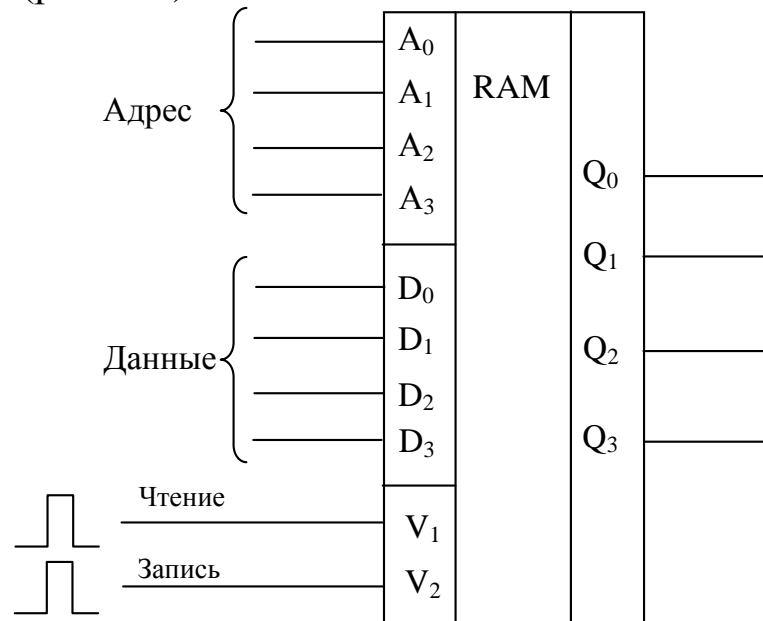 A₀
A₁
Адрес
A₂
A₃
RAM
D₀
D₁
Данные
D₂
D₃
Чтение
V₁
Запись
V₂
Q₀
Q₁
Q₂
Q₃